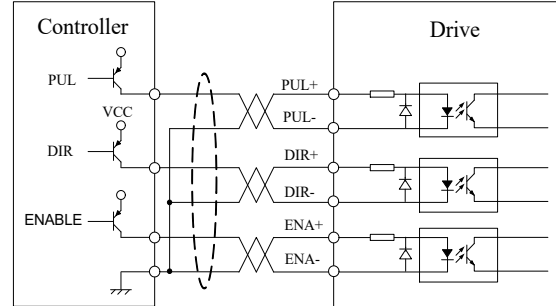 Controller
Drive
PUL
VCC
DIR
ENABLE
PUL+
PUL-
DIR+
DIR-
ENA+
ENA-